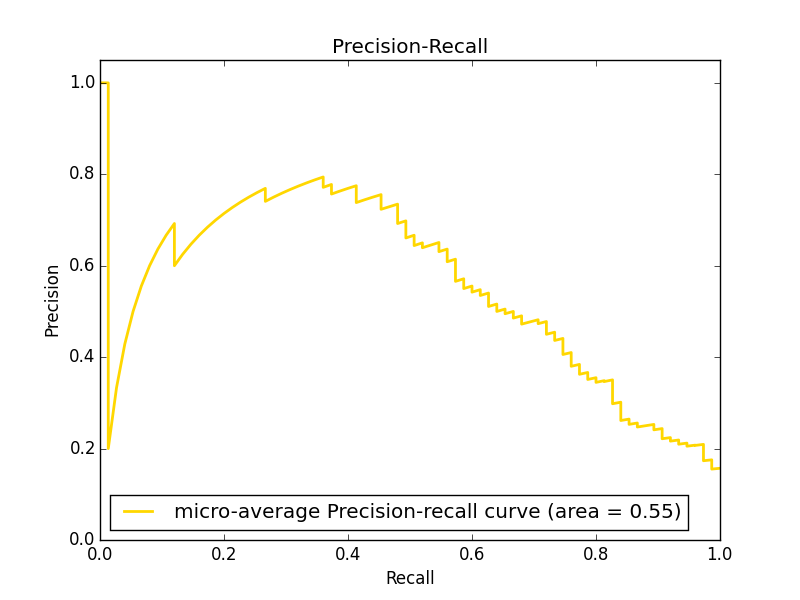 Precision-Recall
1.0
0.8
0.6
0.4
0.2
0.0
Precision
micro-average Precision-recall curve (area = 0.55)
0.0 0.2 0.4 0.6 0.8 1.0
Recall